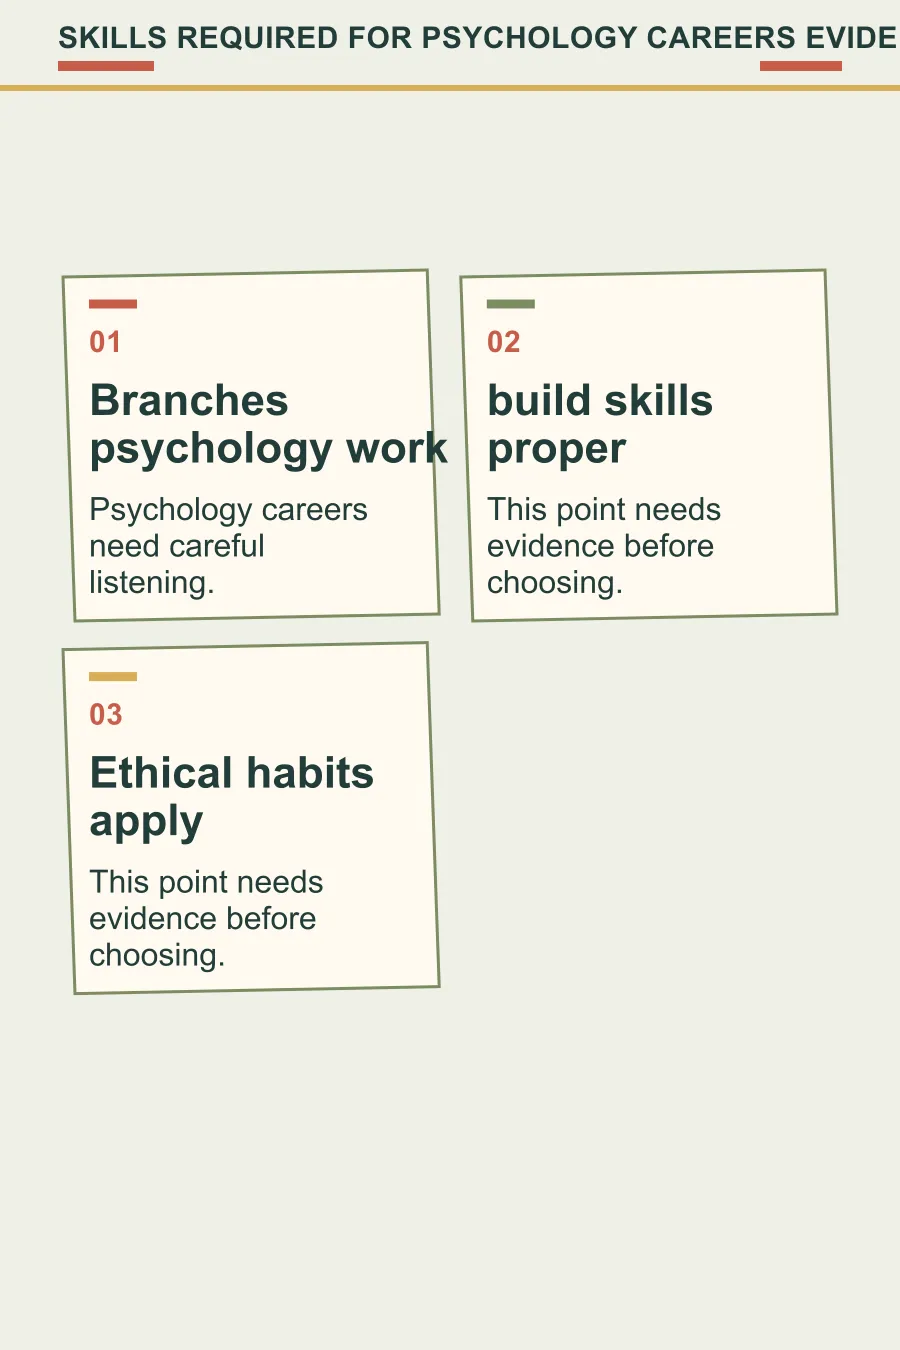 SKILLS REQUIRED FOR PSYCHOLOGY CAREERS EVIDE
01
Branches
psychology work
Psychology careers
need careful
listening.
02
build skills
proper
This point needs
evidence before
choosing.
03
Ethical habits
apply
This point needs
evidence before
choosing.